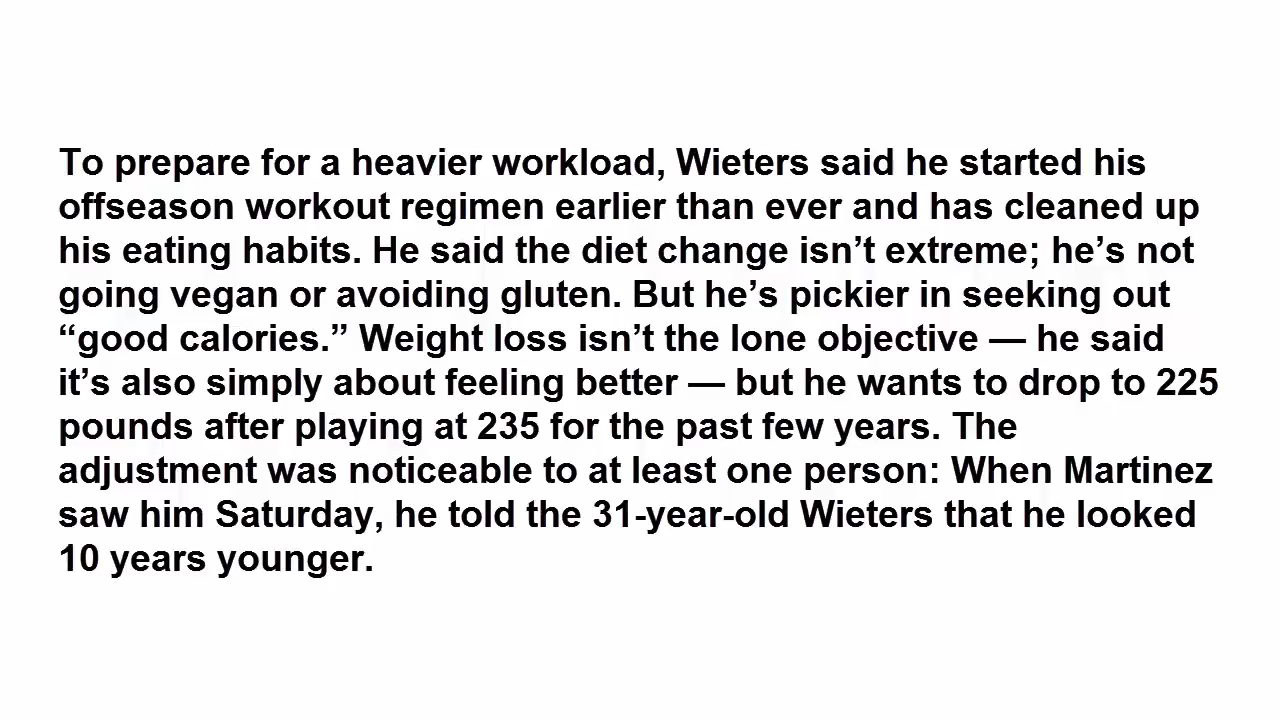 To prepare for a heavier workload, Wieters said he started his
offseason workout regimen earlier than ever and has cleaned up
his eating habits. He said the diet change isn’t extreme; he’s not
going vegan or avoiding gluten. But he’s pickier in seeking out
“good calories.” Weight loss isn’t the lone objective — he said
it’s also simply about feeling better — but he wants to drop to 225
pounds after playing at 235 for the past few years. The
adjustment was noticeable to at least one person: When Martinez
saw him Saturday, he told the 31-year-old Wieters that he looked
10 years younger.